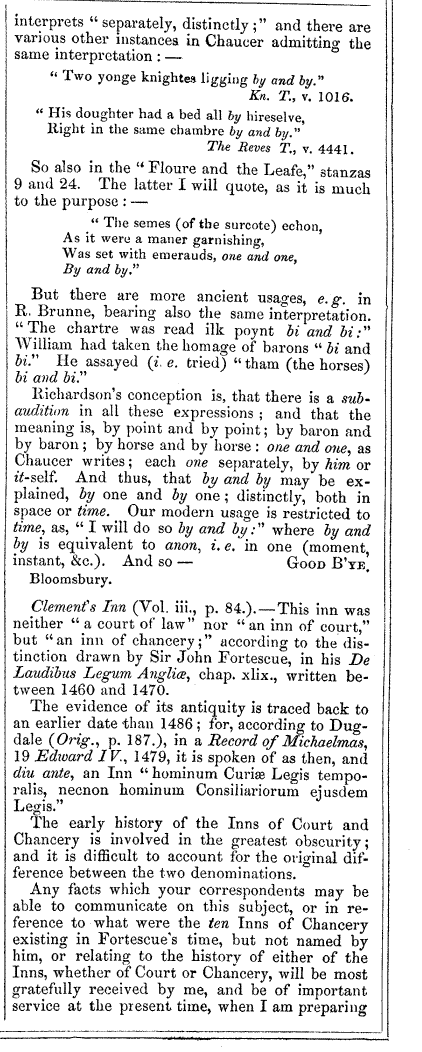 interprets “separately, distinctly;” and there are
various other instances in Chaucer admitting the
same interpretation: —
“Two yonge knightes ligging by and by.”
Kn. T., v. 1016.
“His doughter had a bed all by hireselve,
Right in the same chambre by and by.”
The Reves T., v. 4441.
So also in the “Floure and the Leafe,” stanzas
9 and 24. The latter I will quote, as it is much
to the purpose: —
“The semes (of the surcote) echon,
As it were a maner garnishing,
Was set with emerauds, one and one,
By and by.”
But there are more ancient usages, e. g. in
R. Brunne, bearing also the same interpretation.
“The chartre was read ilk poynt bi and bi:”
William had taken the homage of barons “bi and
bi.” He assayed (i. e. tried) “tham (the horses)
bi and bi.”
Richardson's conception is, that there is a sub-
audition in all these expressions; and that the
meaning is, by point and by point; by baron and
by baron; by horse and by horse: one and one, as
Chaucer writes; each one separately, by him or
it-self. And thus, that by and by may be ex-
plained, by one and by one; distinctly, both in
space or time. Our modern usage is restricted to
time, as, “I will do so by and by:” where by and
by is equivalent to anon, i. e. in one (moment,
instant, &c.). And so — GOOD B'YE.
Bloomsbury.
Clement's Inn (Vol. iii., p. 84.).—This inn was
neither “a court of law” nor “an inn of court,”
but “an inn of chancery;” according to the dis-
tinction drawn by Sir John Fortescue, in his De
Laudibus Legum Angliæ, chap. xlix., written be-
tween 1460 and 1470.
The evidence of its antiquity is traced back to
an earlier date than 1486; for, according to Dug-
dale (Orig., p. 187.), in a Record of Michaelmas,
19 Edward IV., 1479, it is spoken of as then, and
diu ante, an Inn “hominum Curiæ Legis tempo-
ralis, necnon hominum Consiliariorum ejusdem
Legis.”
The early history of the Inns of Court and
Chancery is involved in the greatest obscurity;
and it is difficult to account for the original dif-
ference between the two denominations.
Any facts which your correspondents may be
able to communicate on this subject, or in re-
ference to what were the ten Inns of Chancery
existing in Fortescue's time, but not named by
him, or relating to the history of either of the
Inns, whether of Court or Chancery, will be most
gratefully received by me, and be of important
service at the present time, when I am preparing